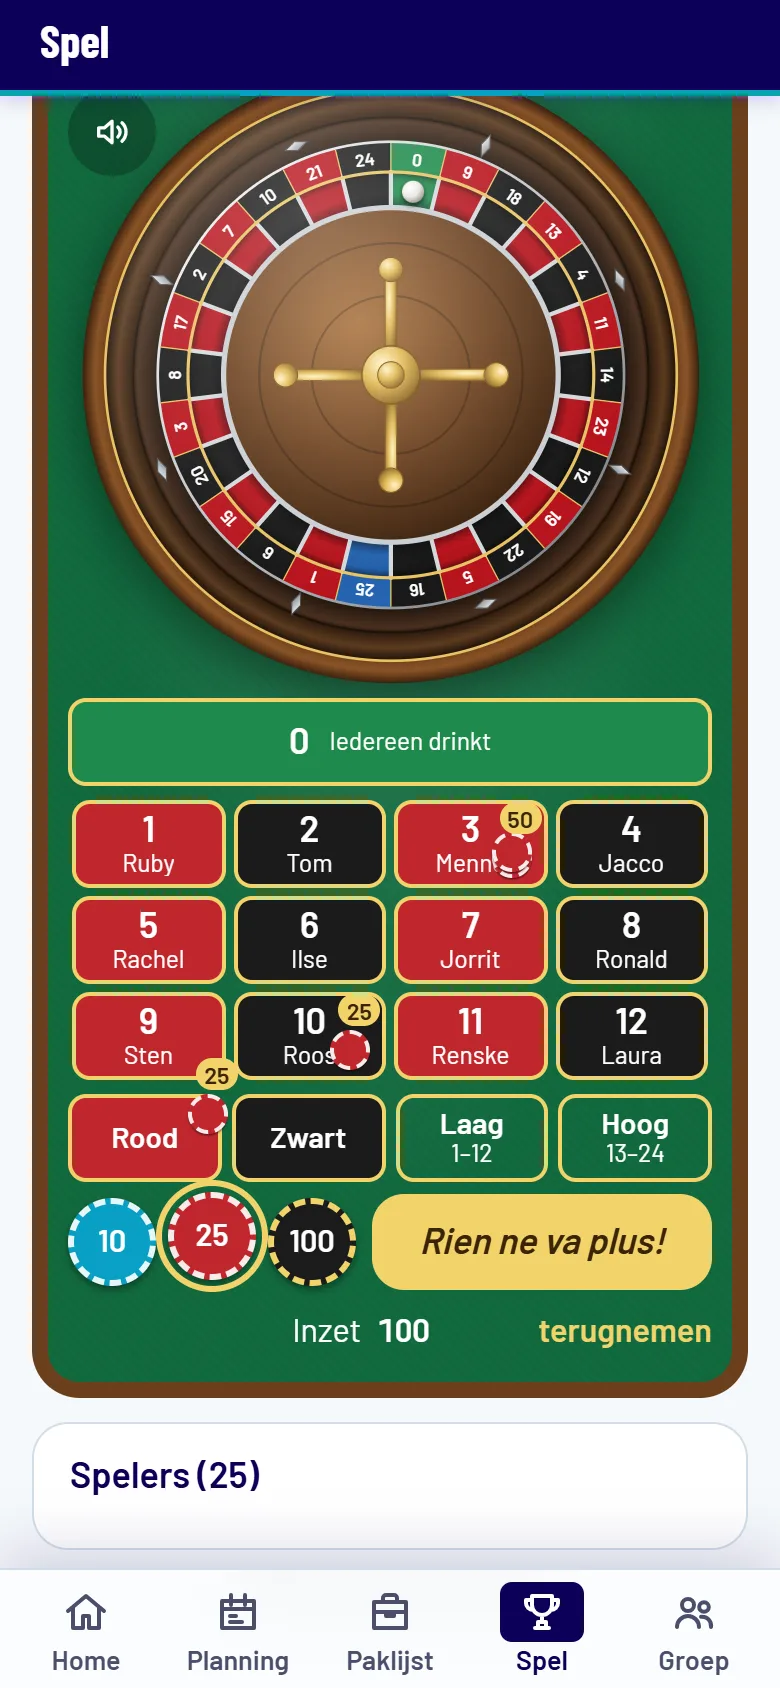 Spel
24 0 9 18 13 4 11 14 23 12 19 22 5 16 25 1 6 15 20 3 8 17 2 7 10 21
0 Iedereen drinkt
1 2 3 50 4
Ruby Tom Menn Jacco
5 6 7 8
Rachel Ilse Jorrit Ronald
9 10 25 11 12
Sten Roos Renske Laura
25
Rood Zwart Laag Hoog
1–12 13–24
10 25 100 Rien ne va plus!
Inzet 100 terugnemen
Spelers (25)
Home Planning Paklijst Spel Groep